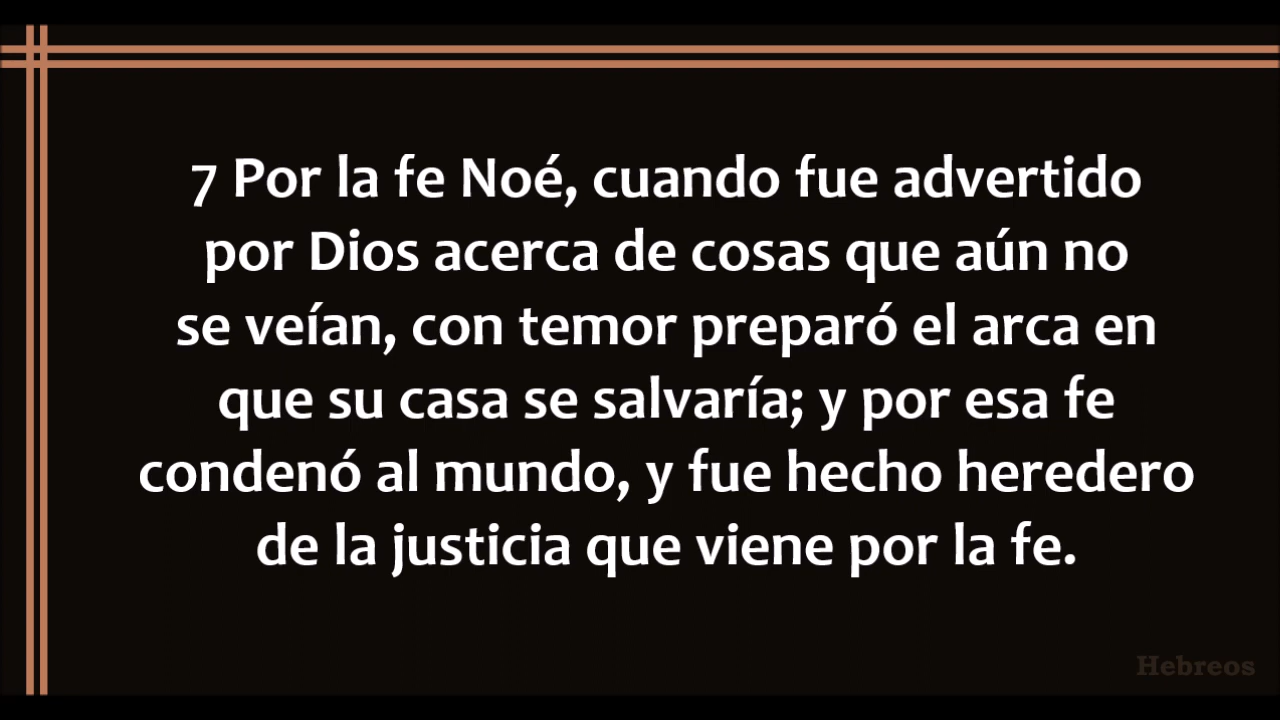 7 Por la fe Noé, cuando fue advertido
por Dios acerca de cosas que aún no
se veían, con temor preparó el arca en
que su casa se salvaría; y por esa fe
condenó al mundo, y fue hecho heredero
de la justicia que viene por la fe.
Hebreos